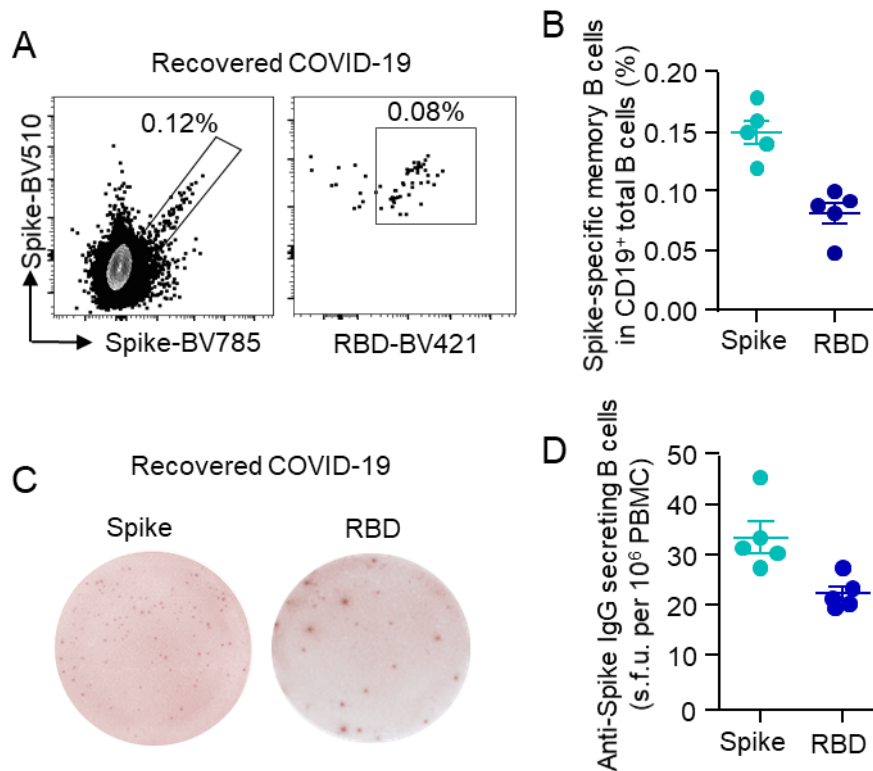 A
Recovered COVID-19
0.12%
0.08%
Spike-BV510
Spike-BV785
RBD-BV421
B
Spike-specific memory B cells
in CD19⁺ total B cells (%)
0.20
0.15
0.10
0.05
0.00
Spike
RBD
C
Recovered COVID-19
Spike
RBD
D
Anti-Spike IgG secreting B cells
(s.f.u. per 10⁶ PBMC)
50
40
30
20
10
0
Spike
RBD